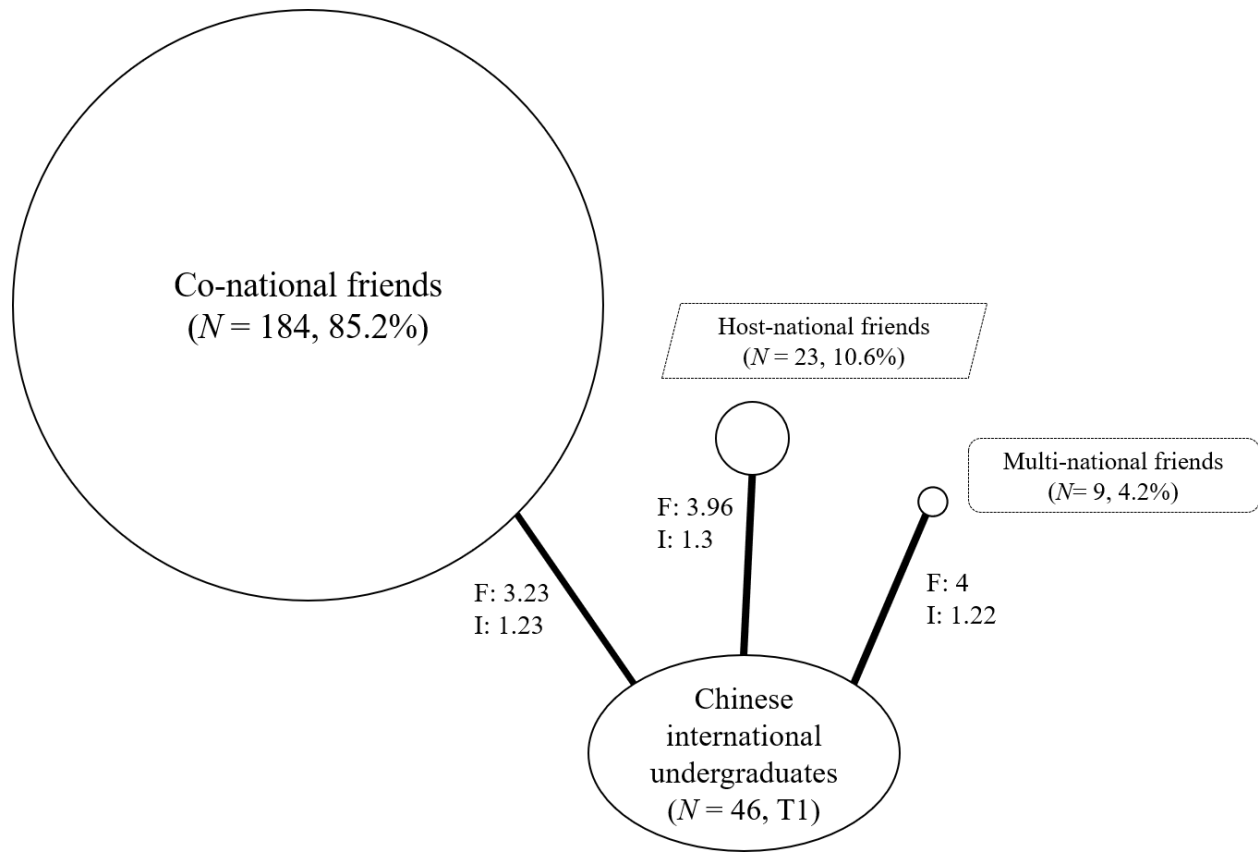 Co-national friends
(N = 184, 85.2%)
Host-national friends
(N = 23, 10.6%)
Multi-national friends
(N= 9, 4.2%)
F: 3.96
I: 1.3
F: 3.23
I: 1.23
F: 4
I: 1.22
Chinese
international
undergraduates
(N = 46, T1)